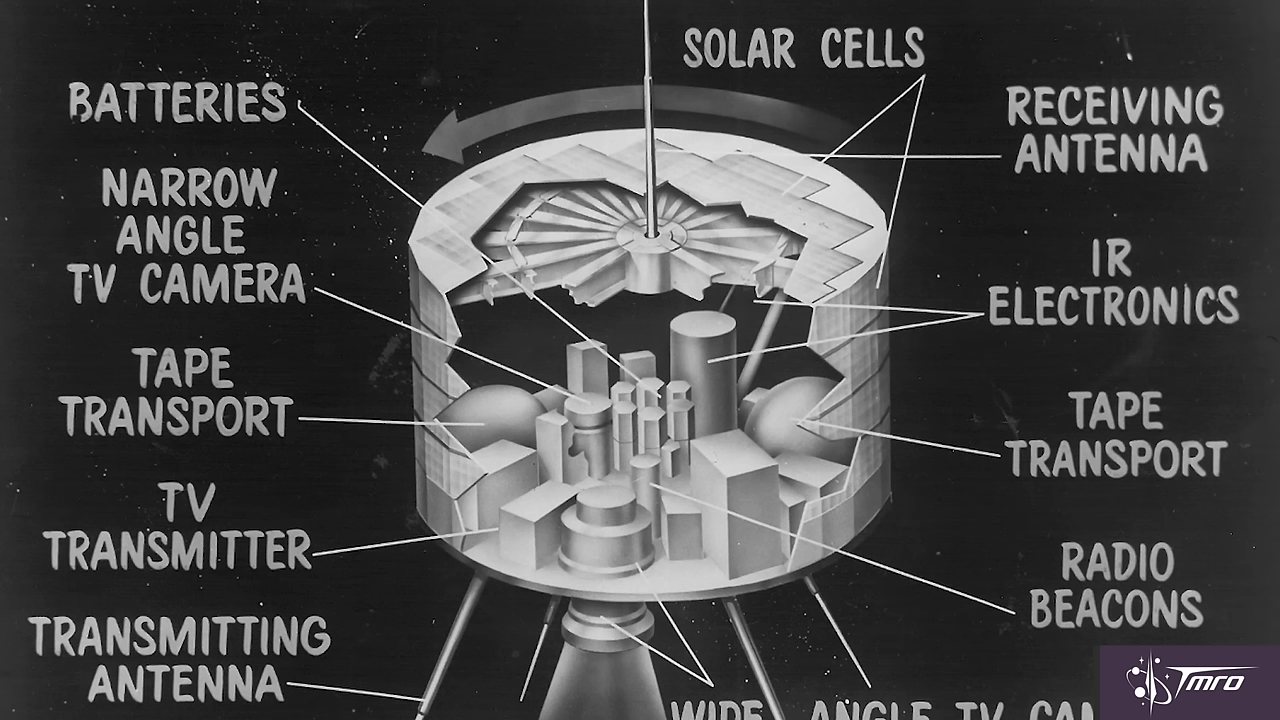 SOLAR CELLS
BATTERIES
RECEIVING
ANTENNA
NARROW
ANGLE
TV CAMERA
IR
ELECTRONICS
TAPE
TRANSPORT
TAPE
TRANSPORT
TV
TRANSMITTER
RADIO
BEACONS
TRANSMITTING
ANTENNA
WIDE ANGLE TV
TMRO